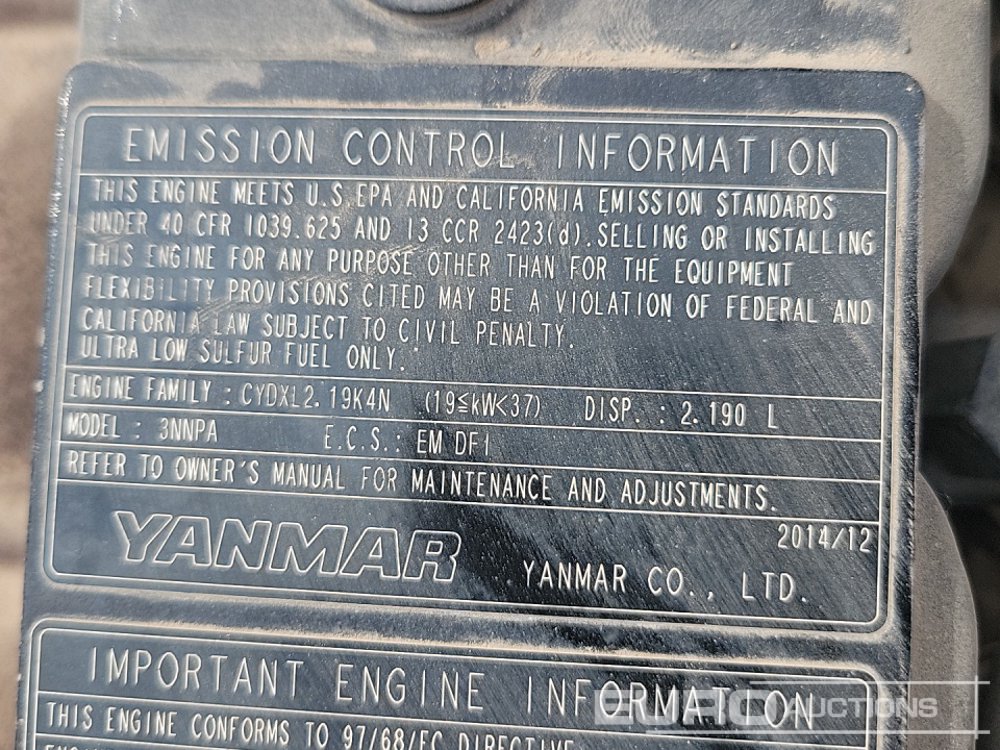 EMISSION CONTROL INFORMATION
THIS ENGINE MEETS U.S EPA AND CALIFORNIA EMISSION STANDARDS
UNDER 40 CFR 1039.625 AND 13 CCR 2423(d).SELLING OR INSTALLING
THIS ENGINE FOR ANY PURPOSE OTHER THAN FOR THE EQUIPMENT
FLEXIBILITY PROVISIONS CITED MAY BE A VIOLATION OF FEDERAL AND
CALIFORNIA LAW SUBJECT TO CIVIL PENALTY.
ULTRA LOW SULFUR FUEL ONLY.
ENGINE FAMILY : CYDXL2.19K4N (19≦kW<37) DISP. : 2.190 L
MODEL : 3NNPA E.C.S.: EM DFI
REFER TO OWNER'S MANUAL FOR MAINTENANCE AND ADJUSTMENTS.
2014/12
YANMAR YANMAR CO., LTD.
IMPORTANT ENGINE INFORMATION
THIS ENGINE CONFORMS TO 97/68/EC DIRECTIVE
EURO AUCTIONS